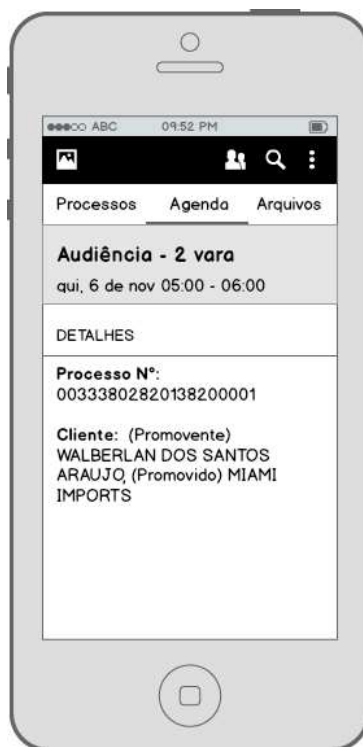 ABC 09:52 PM
Processos Agenda Arquivos
Audiência - 2 vara
qui, 6 de nov 05:00 - 06:00
DETALHES
Processo Nº:
00333802820138200001
Cliente: (Promovente)
WALBERLAN DOS SANTOS
ARAUJO, (Promovido) MIAMI
IMPORTS